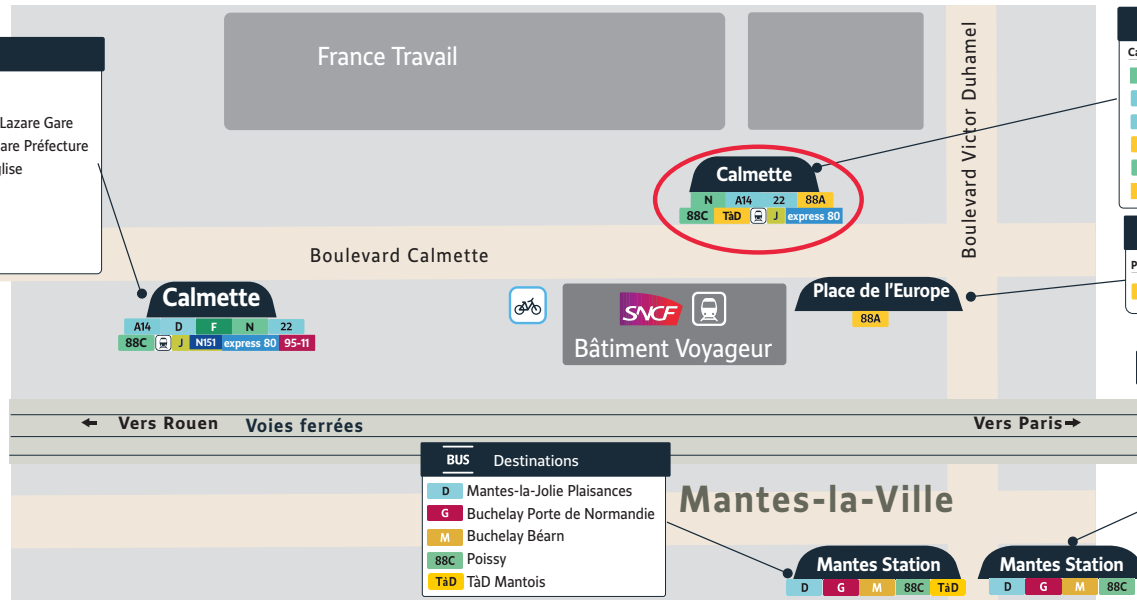 France Travail
Boulevard Victor Duhamel
Lazare Gare
are Préfecture
glise
Calmette
N A14 22 88A
88C TàD J express 80
Ca
Boulevard Calmette
Calmette
A14 D F N 22
88C J N151 express 80 95-11
SNCF
Bâtiment Voyageur
Place de l'Europe
88A
P
← Vers Rouen Voies ferrées
Vers Paris→
BUS Destinations
D Mantes-la-Jolie Plaisances
G Buchelay Porte de Normandie
M Buchelay Béarn
88C Poissy
TàD TàD Mantois
Mantes-la-Ville
Mantes Station
D G M 88C TàD
Mantes Station
D G M 88C